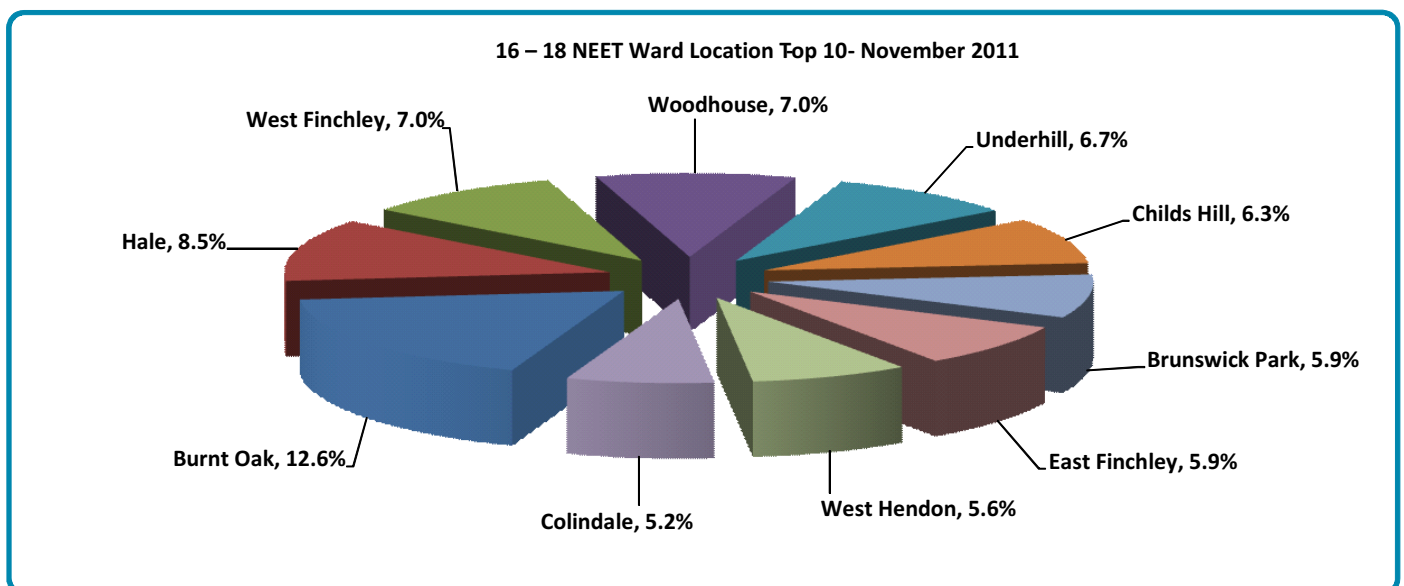 16 – 18 NEET Ward Location Top 10- November 2011
Woodhouse, 7.0%
West Finchley, 7.0%
Underhill, 6.7%
Childs Hill, 6.3%
Hale, 8.5%
Brunswick Park, 5.9%
Burnt Oak, 12.6%
East Finchley, 5.9%
West Hendon, 5.6%
Colindale, 5.2%